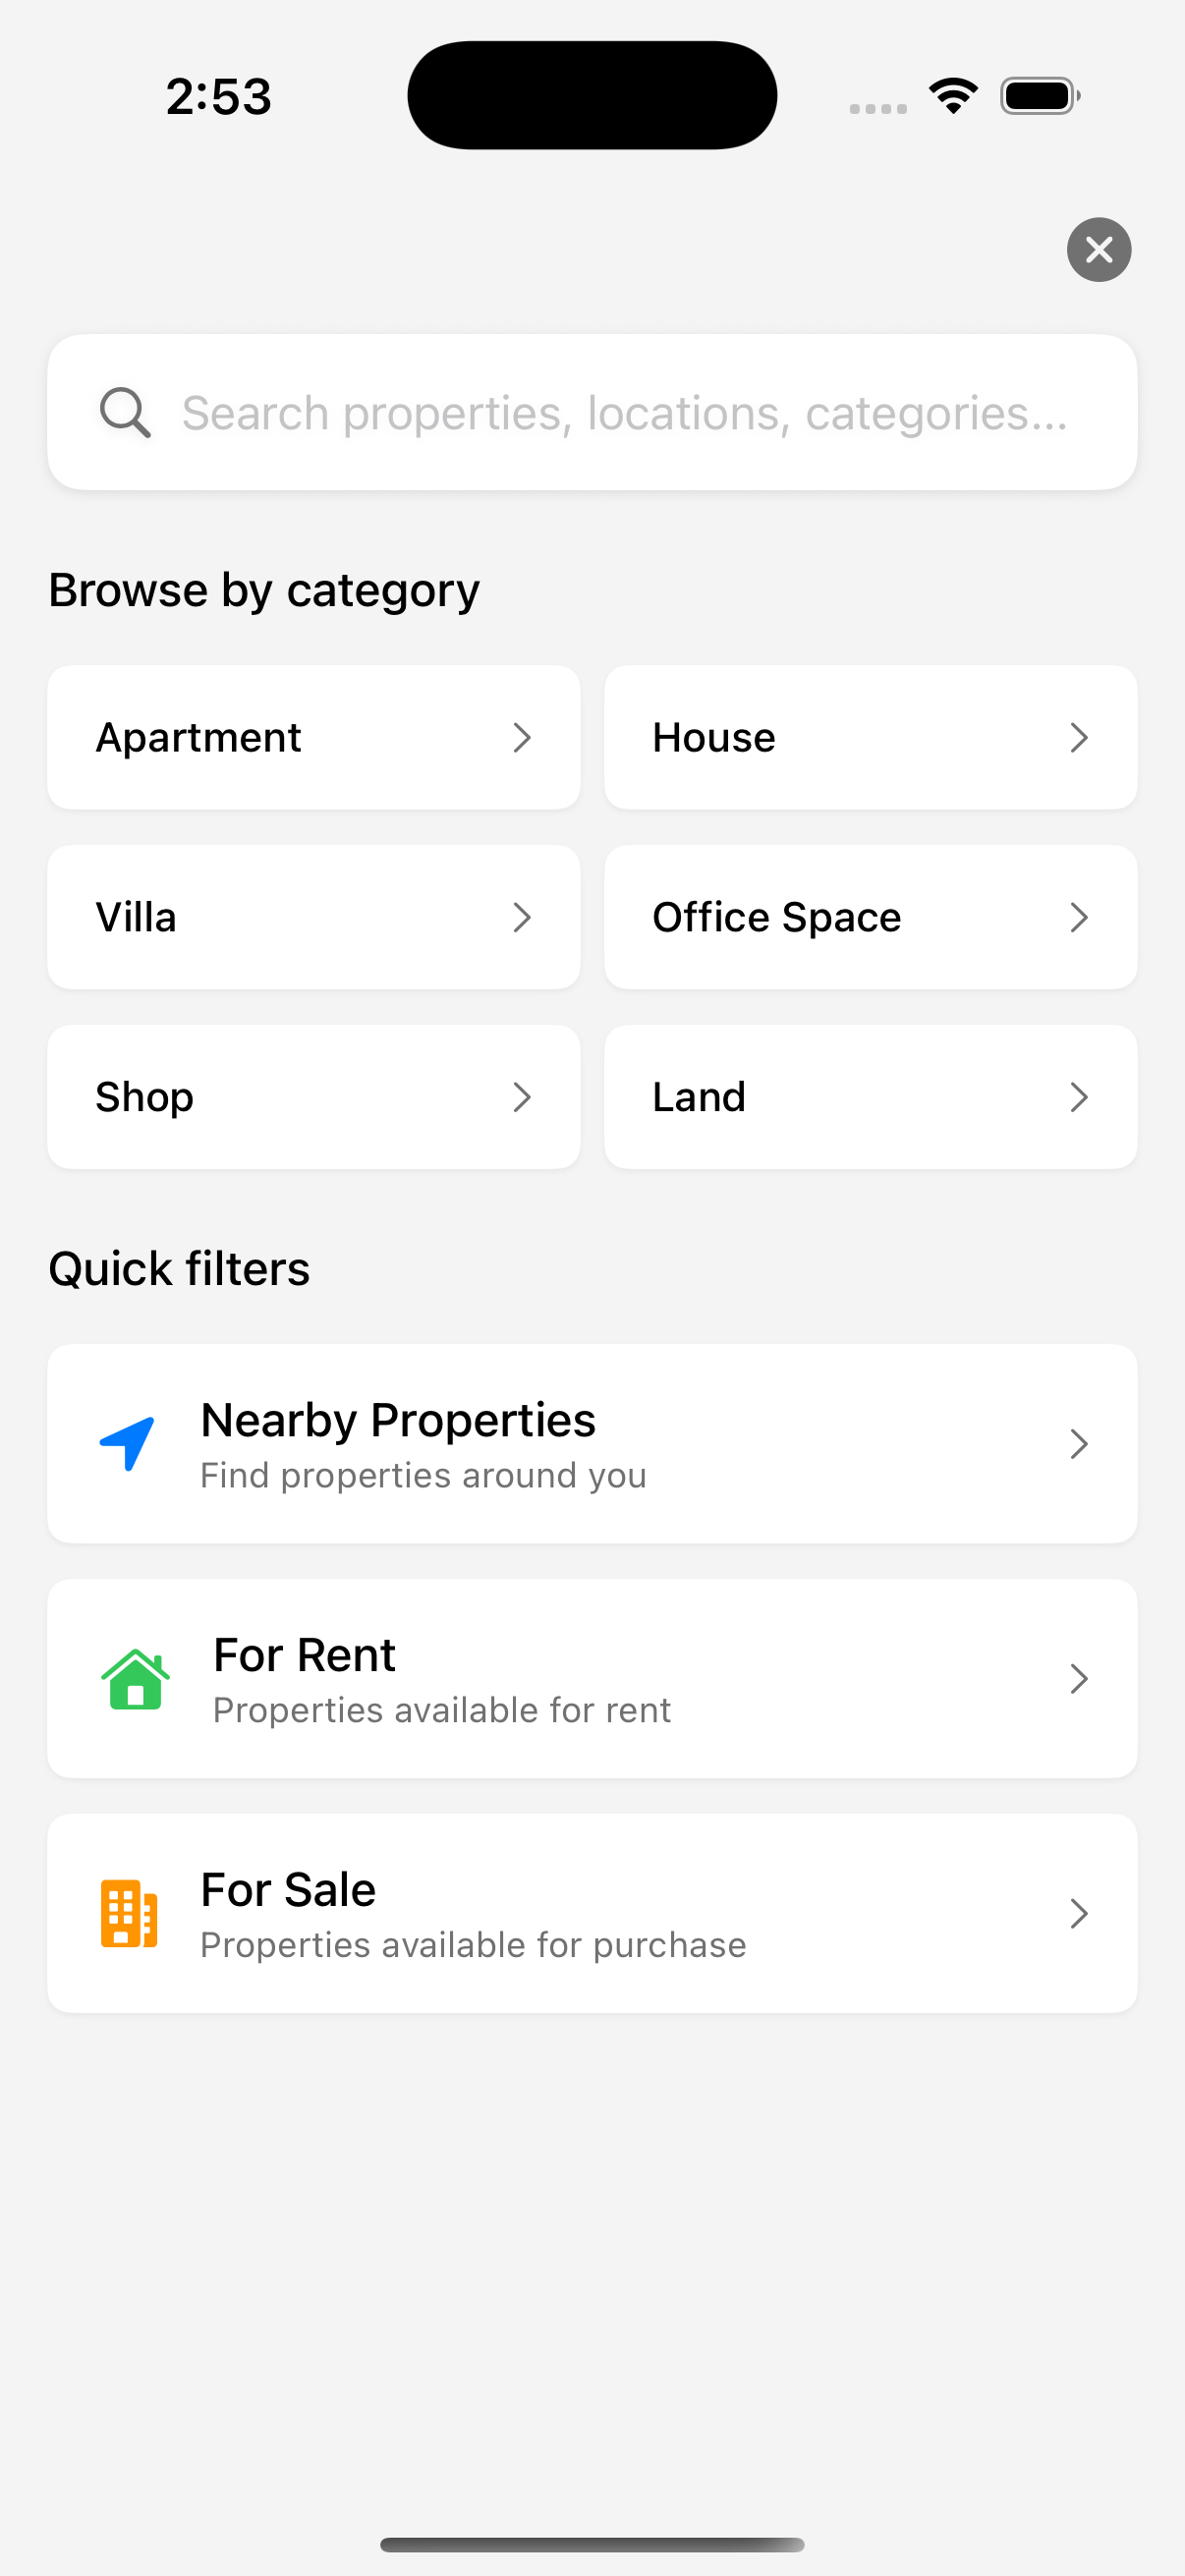 2:53
Search properties, locations, categories...
Browse by category
Apartment
House
Villa
Office Space
Shop
Land
Quick filters
Nearby Properties
Find properties around you
For Rent
Properties available for rent
For Sale
Properties available for purchase